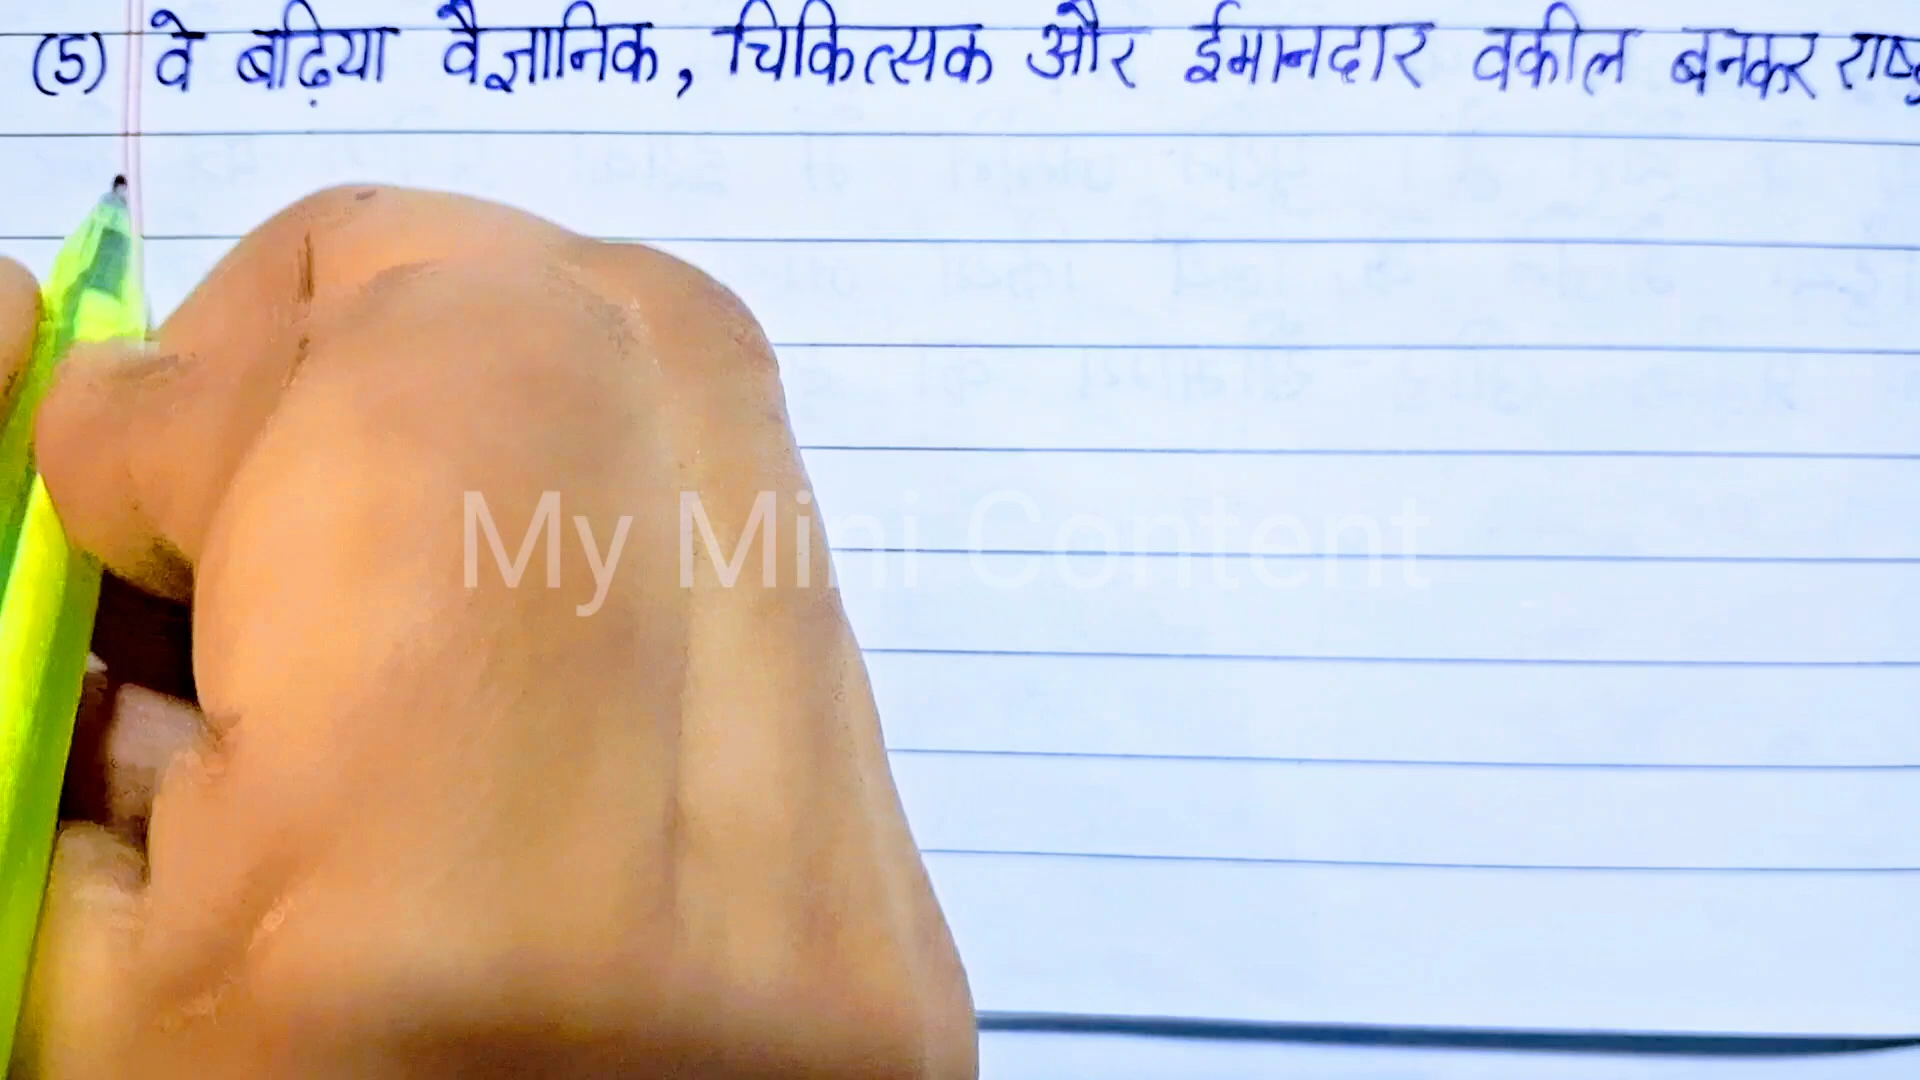 (5) वे बढ़िया वैज्ञानिक, चिकित्सक और ईमानदार वकील बनकर
My Mini Content